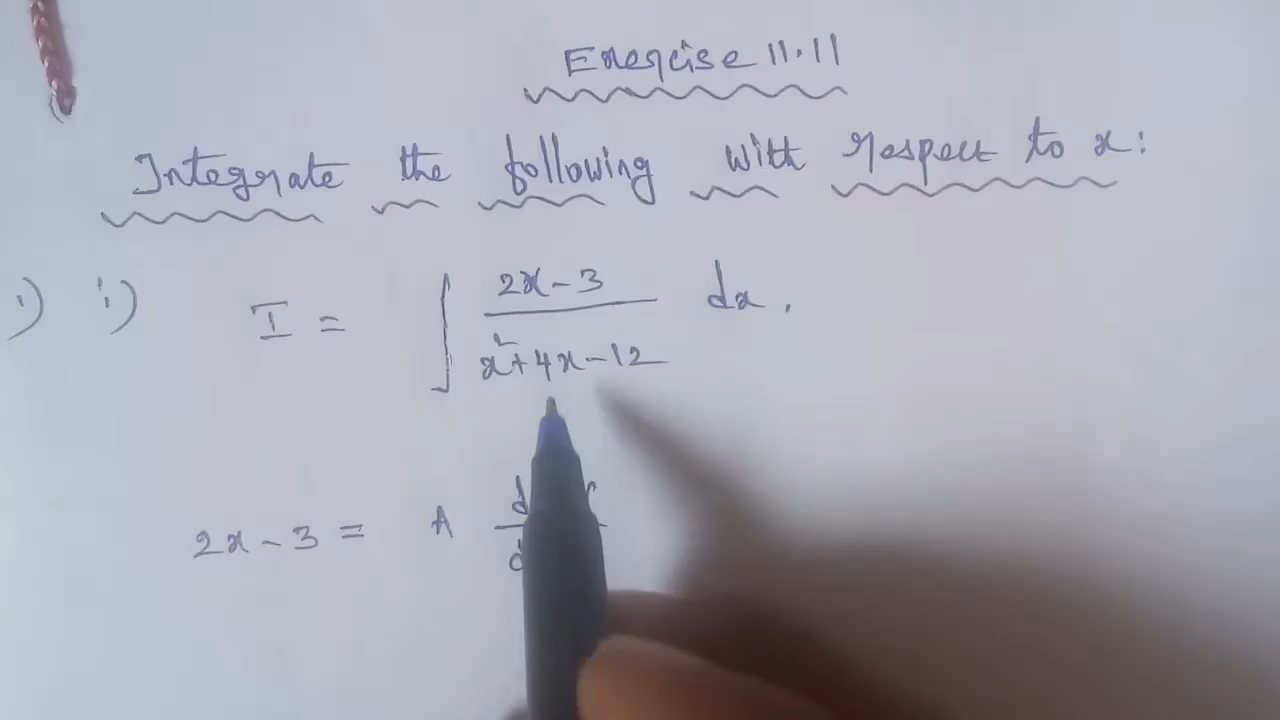 Exercise 11.11
Integrate the following with respect to x:
1) i) I = ∫ (2x-3)/(x²+4x-12) dx.
2x-3 = A d